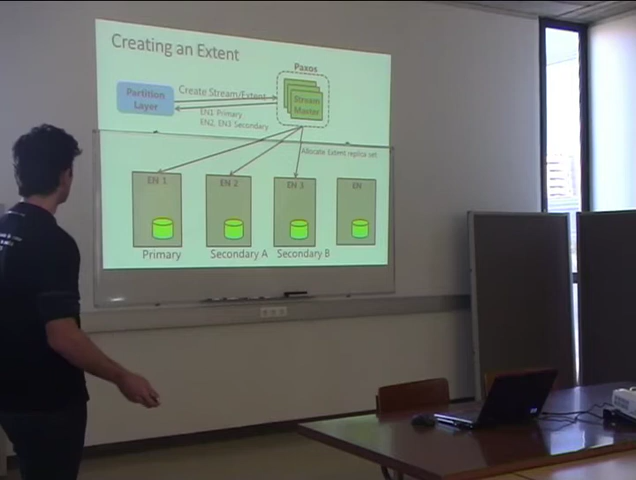 Creating an Extent
Paxos
Partition
Layer
Create Stream/Extent
Stream
Master
EN1 Primary
EN2, EN3 Secondary
Allocate Extent replica set
EN 1
EN 2
EN 3
EN
Primary
Secondary A
Secondary B